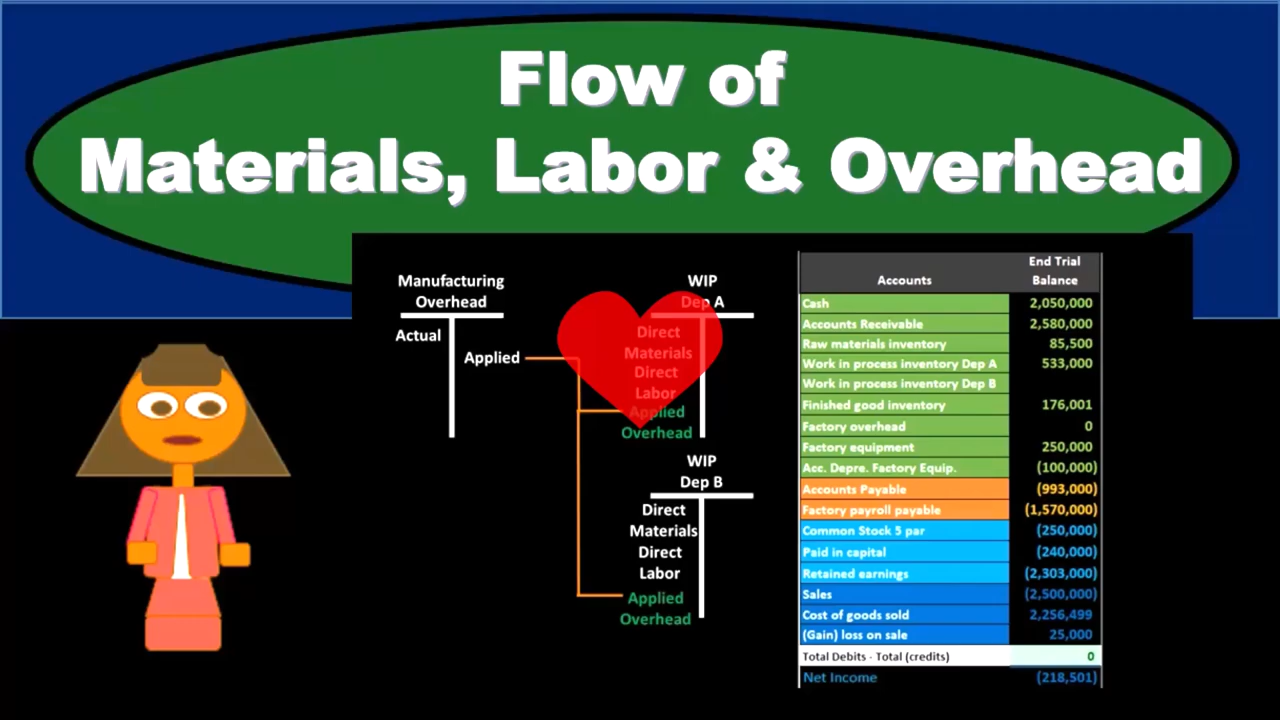 Flow of
Materials, Labor & Overhead
Manufacturing
Overhead
Actual
Applied
WIP
Dep A
Direct
Materials
Direct
Labor
Applied
Overhead
WIP
Dep B
Direct
Materials
Direct
Labor
Applied
Overhead
Accounts End Trial
Balance
Cash 2,050,000
Accounts Receivable 2,580,000
Raw materials inventory 85,500
Work in process inventory Dep A 533,000
Work in process inventory Dep B
Finished good inventory 176,001
Factory overhead 0
Factory equipment 250,000
Acc. Depre. Factory Equip. (100,000)
Accounts Payable (993,000)
Factory payroll payable (1,570,000)
Common Stock 5 par (250,000)
Paid in capital (240,000)
Retained earnings (2,303,000)
Sales (2,500,000)
Cost of goods sold 2,256,499
(Gain) loss on sale 25,000
Total Debits - Total (credits) 0
Net Income (218,501)